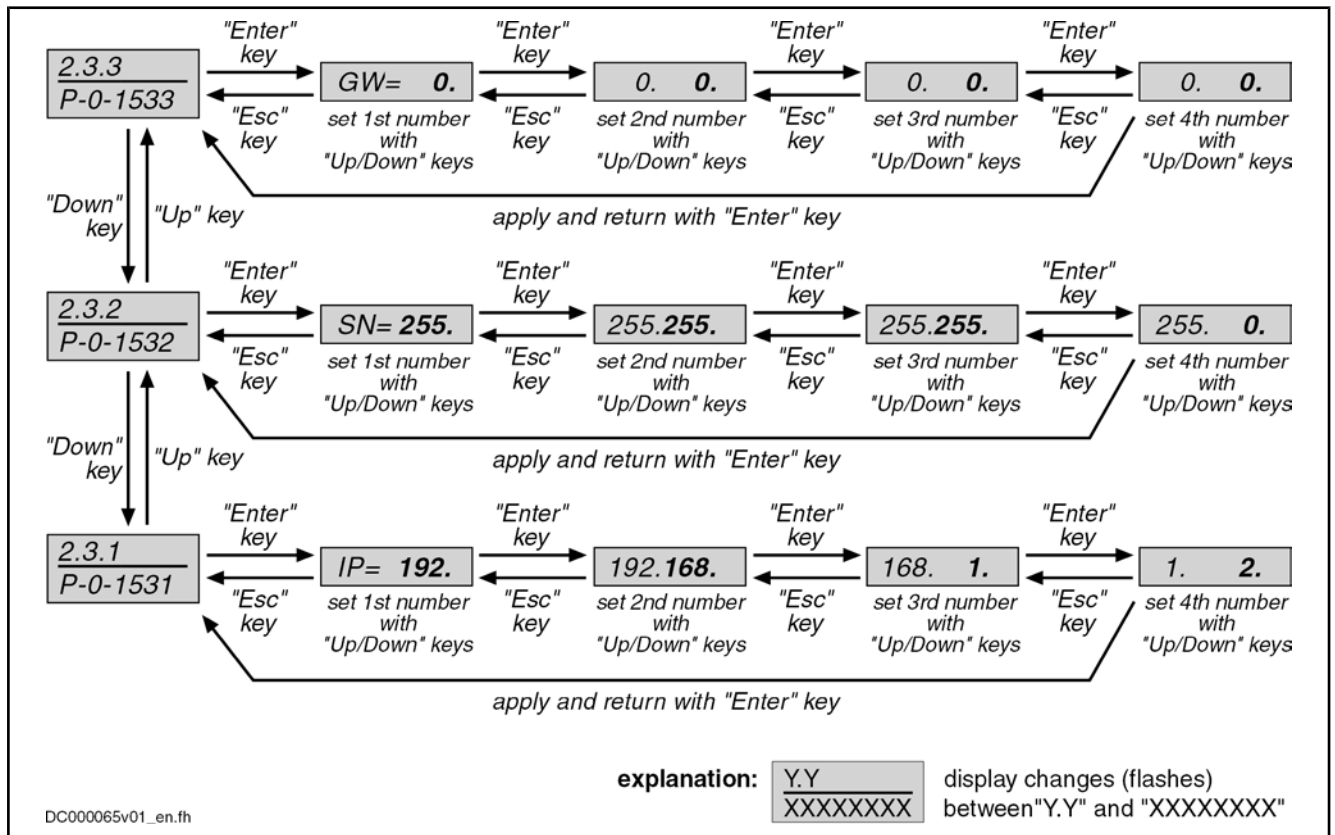 "Enter" key "Enter" key "Enter" key "Enter" key
2.3.3
P-0-1533
GW= 0.
0. 0.
0. 0.
0. 0.
"Esc" key "Esc" key "Esc" key "Esc" key
set 1st number
with
"Up/Down" keys
set 2nd number
with
"Up/Down" keys
set 3rd number
with
"Up/Down" keys
set 4th number
with
"Up/Down" keys
apply and return with "Enter" key
"Down"
key
"Up" key
"Enter" key "Enter" key "Enter" key "Enter" key
2.3.2
P-0-1532
SN= 255.
255.255.
255.255.
255. 0.
"Esc" key "Esc" key "Esc" key "Esc" key
set 1st number
with
"Up/Down" keys
set 2nd number
with
"Up/Down" keys
set 3rd number
with
"Up/Down" keys
set 4th number
with
"Up/Down" keys
apply and return with "Enter" key
"Down"
key
"Up" key
"Enter" key "Enter" key "Enter" key "Enter" key
2.3.1
P-0-1531
IP= 192.
192.168.
168. 1.
1. 2.
"Esc" key "Esc" key "Esc" key "Esc" key
set 1st number
with
"Up/Down" keys
set 2nd number
with
"Up/Down" keys
set 3rd number
with
"Up/Down" keys
set 4th number
with
"Up/Down" keys
apply and return with "Enter" key
explanation:
Y.Y
XXXXXXXX
display changes (flashes)
between"Y.Y" and "XXXXXXXX"
DC000065v01_en.fh